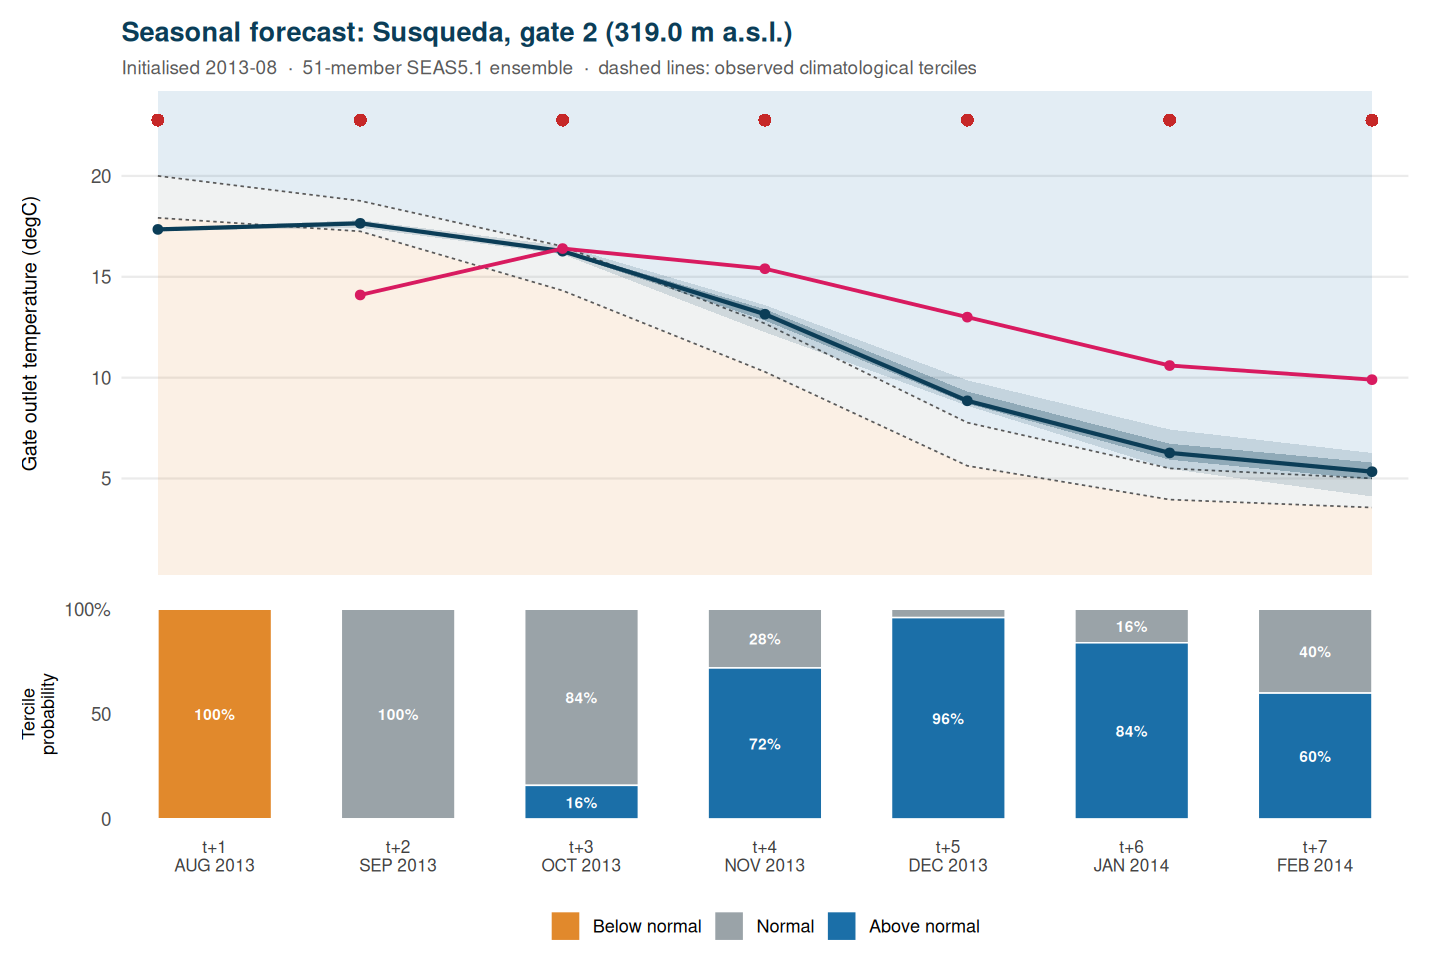 Seasonal forecast: Susqueda, gate 2 (319.0 m a.s.l.)
Initialised 2013-08 · 51-member SEAS5.1 ensemble · dashed lines: observed climatological terciles
Gate outlet temperature (degC)
20
15
10
5
Tercile
probability
100%
50
0
100%
100%
84%
16%
28%
72%
96%
16%
84%
40%
60%
t+1
AUG 2013
t+2
SEP 2013
t+3
OCT 2013
t+4
NOV 2013
t+5
DEC 2013
t+6
JAN 2014
t+7
FEB 2014
Below normal
Normal
Above normal